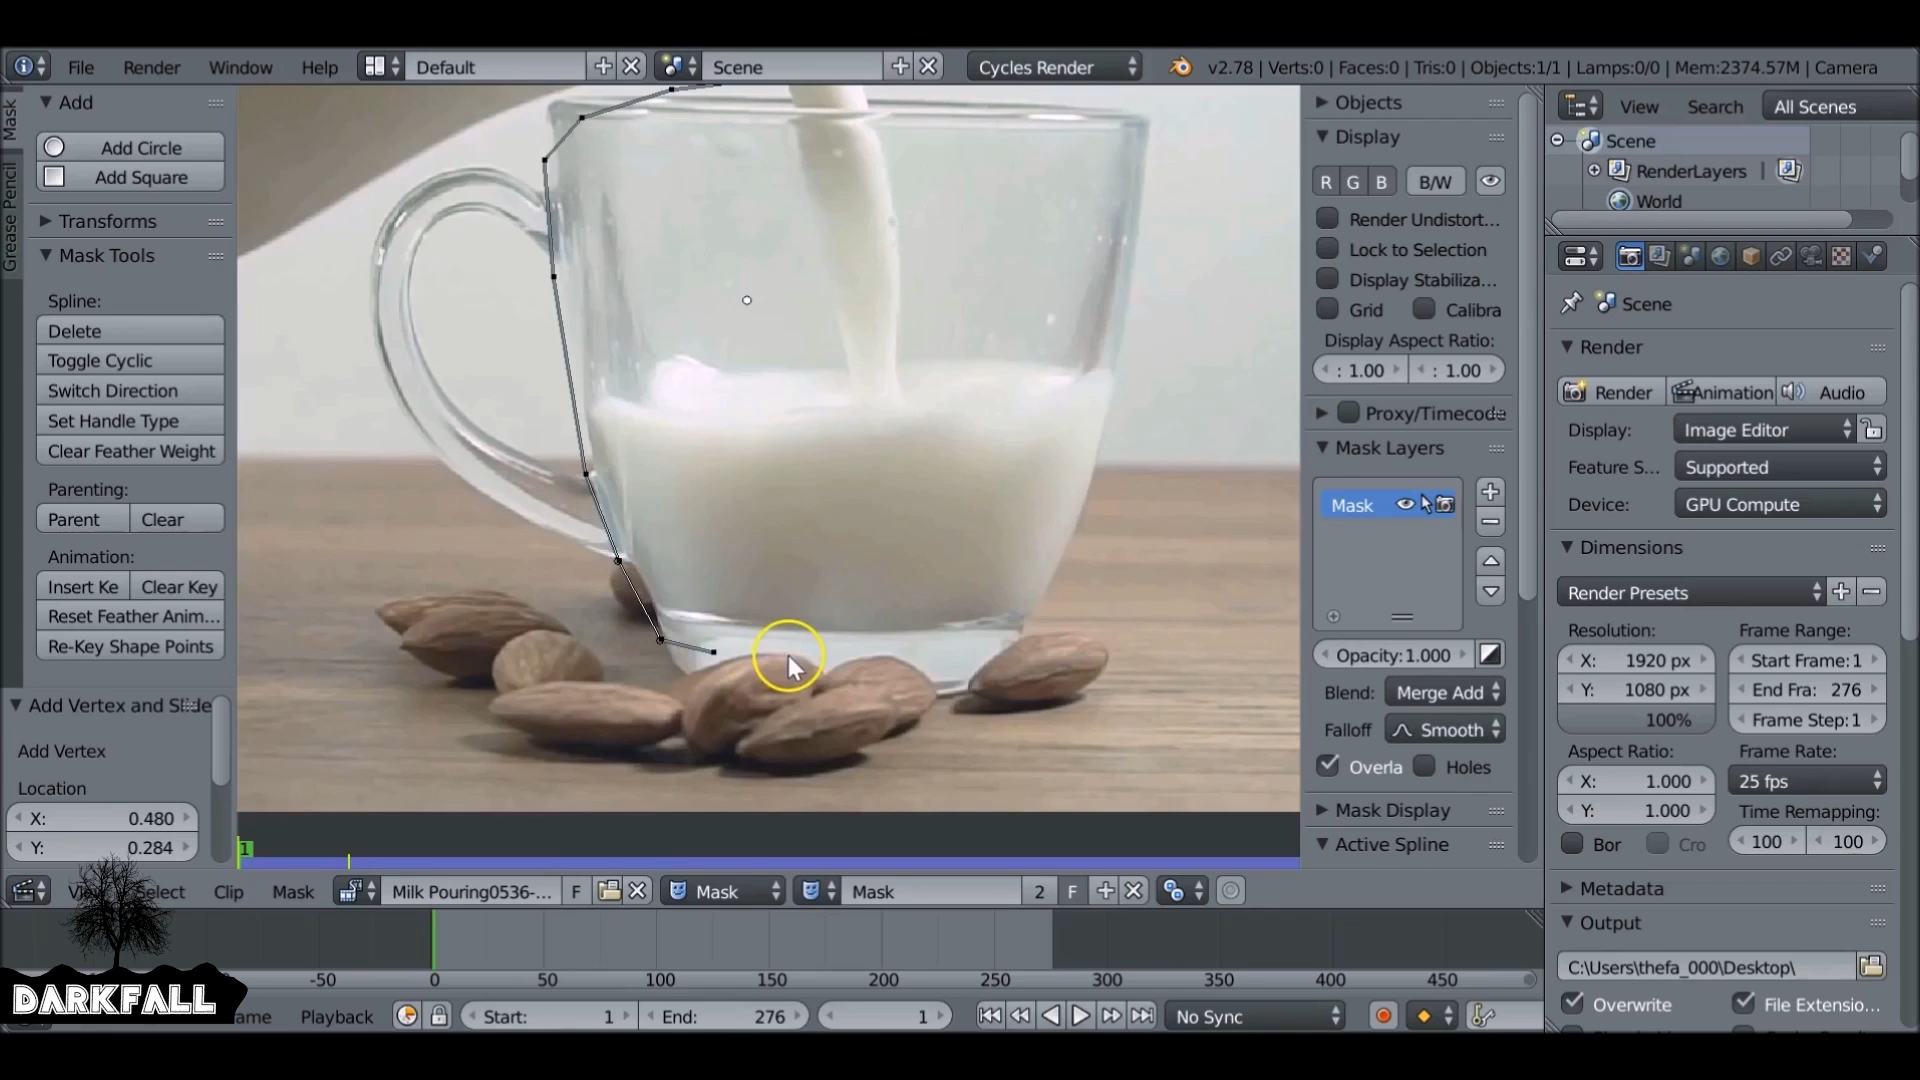 File Render Window Help Default Scene Cycles Render v2.78 | Verts:0 | Faces:0 | Tris:0 | Objects:1/1 | Lamps:0/0 | Mem:2374.57M | Camera
Mask
Grease Pencil
Add
Add Circle
Add Square
Transforms
Mask Tools
Spline:
Delete
Toggle Cyclic
Switch Direction
Set Handle Type
Clear Feather Weight
Parenting:
Parent Clear
Animation:
Insert Ke Clear Key
Reset Feather Anim...
Re-Key Shape Points
Add Vertex and Slide
Add Vertex
Location
X: 0.480
Y: 0.284
1
Objects
Display
R G B B/W
Render Undistort...
Lock to Selection
Display Stabiliza...
Grid Calibra
Display Aspect Ratio:
: 1.00 : 1.00
Proxy/Timecode
Mask Layers
Mask
Opacity:1.000
Blend: Merge Add
Falloff Smooth
Overla Holes
Mask Display
Active Spline
View Search All Scenes
Scene
RenderLayers
World
Scene
Render
Render Animation Audio
Display: Image Editor
Feature S... Supported
Device: GPU Compute
Dimensions
Render Presets
Resolution: Frame Range:
X: 1920 px Start Frame:1
Y: 1080 px End Fra: 276
100% Frame Step:1
Aspect Ratio: Frame Rate:
X: 1.000 25 fps
Y: 1.000 Time Remapping:
Bor Cro 100 100
Metadata
Output
C:\Users\thefa_000\Desktop\
Overwrite File Extensio...
Select Clip Mask Milk Pouring0536-... F Mask Mask 2 F
-50 0 50 100 150 200 250 300 350 400 450
DARKFALL
ame Playback Start: 1 End: 276 1 No Sync